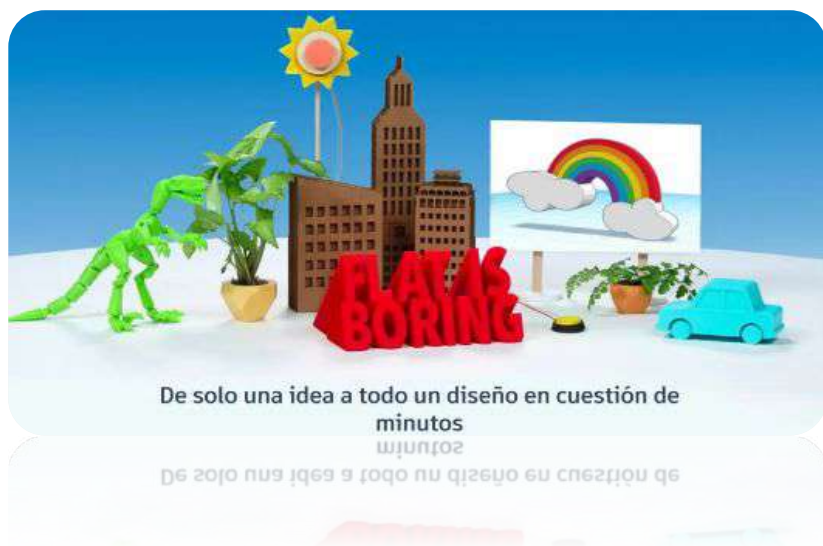 FLAT IS
BORING
De solo una idea a todo un diseño en cuestión de
minutos